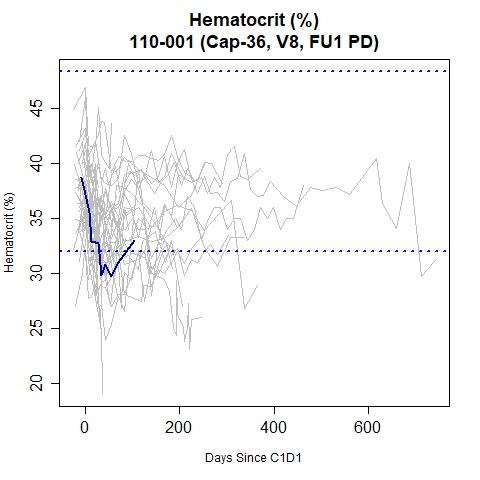 Hematocrit (%)
110-001 (Cap-36, V8, FU1 PD)
Hematocrit (%)
45
40
35
30
25
20
0
200
400
600
Days Since C1D1